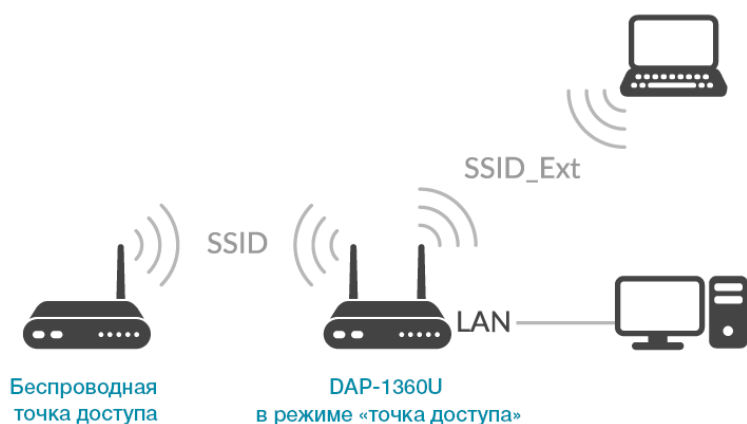 SSID_Ext
SSID
LAN
Беспроводная
точка доступа
DAP-1360U
в режиме «точка доступа»